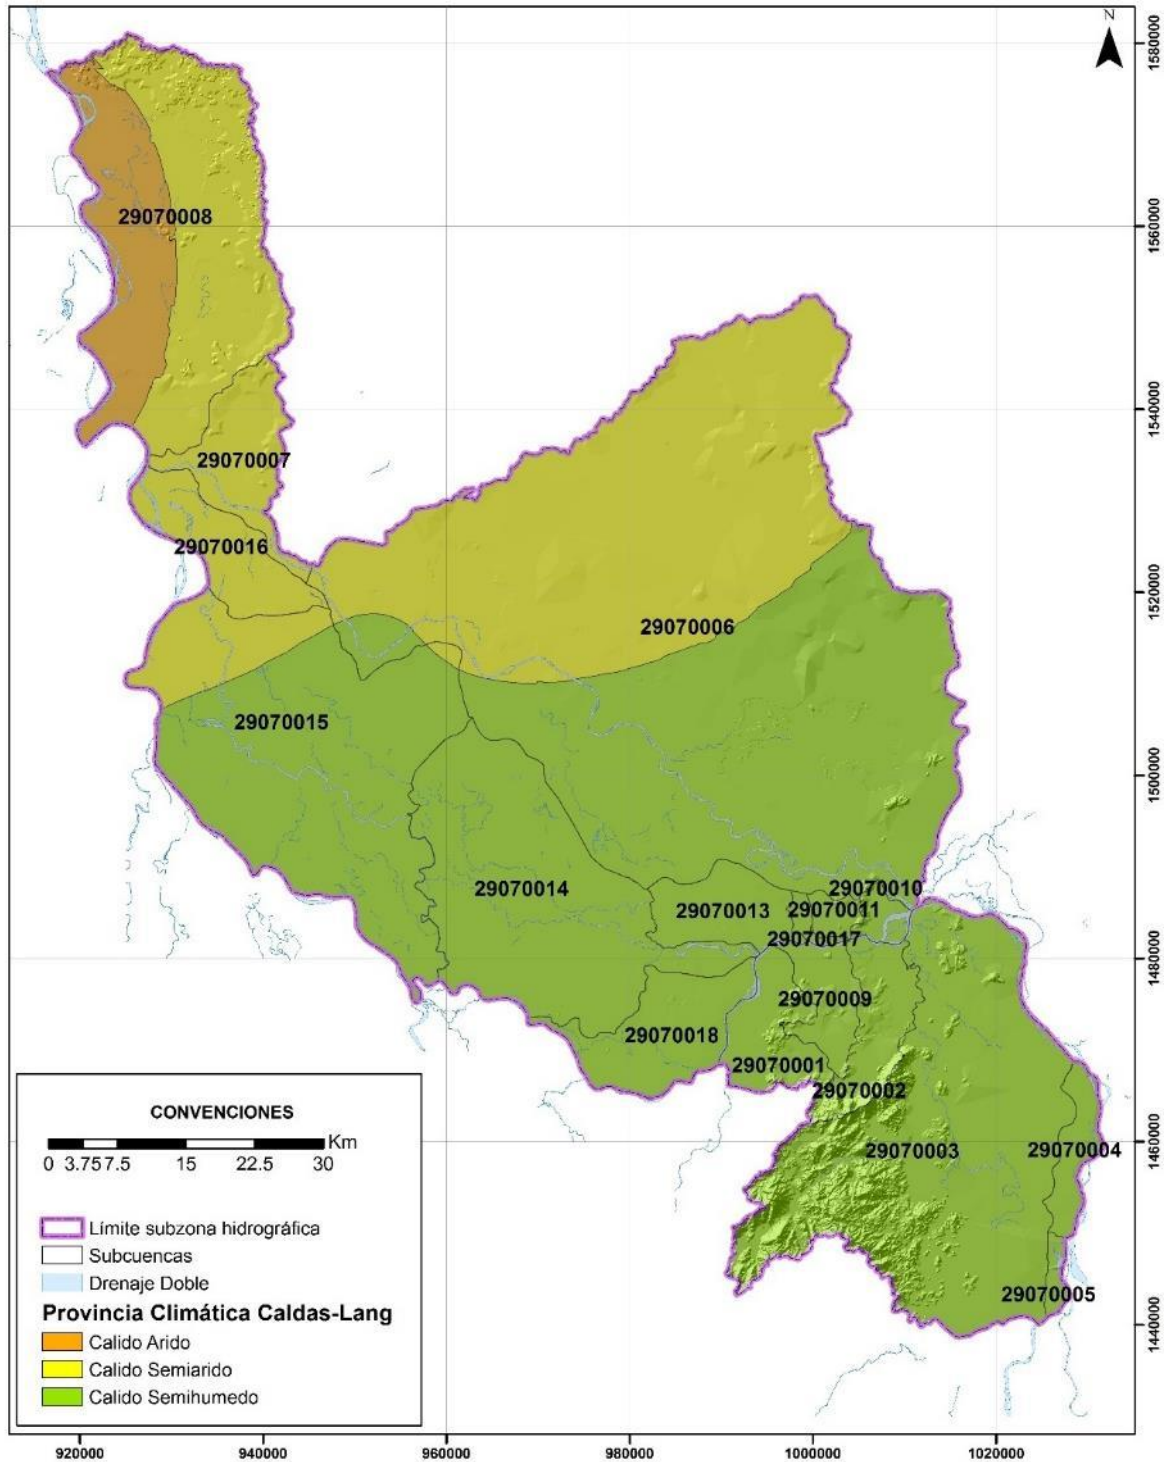 N
1580000
29070008
1560000
1540000
29070007
29070016
1520000
29070006
29070015
1500000
29070014
29070010
29070013
29070011
29070017
1480000
29070009
29070018
29070001
29070002
29070003
29070004
1460000
29070005
1440000
CONVENCIONES
Km
0 3.75 7.5 15 22.5 30
Límite subzona hidrográfica
Subcuencas
Drenaje Doble
Provincia Climática Caldas-Lang
Calido Arido
Calido Semiarido
Calido Semihumedo
920000 940000 960000 980000 1000000 1020000